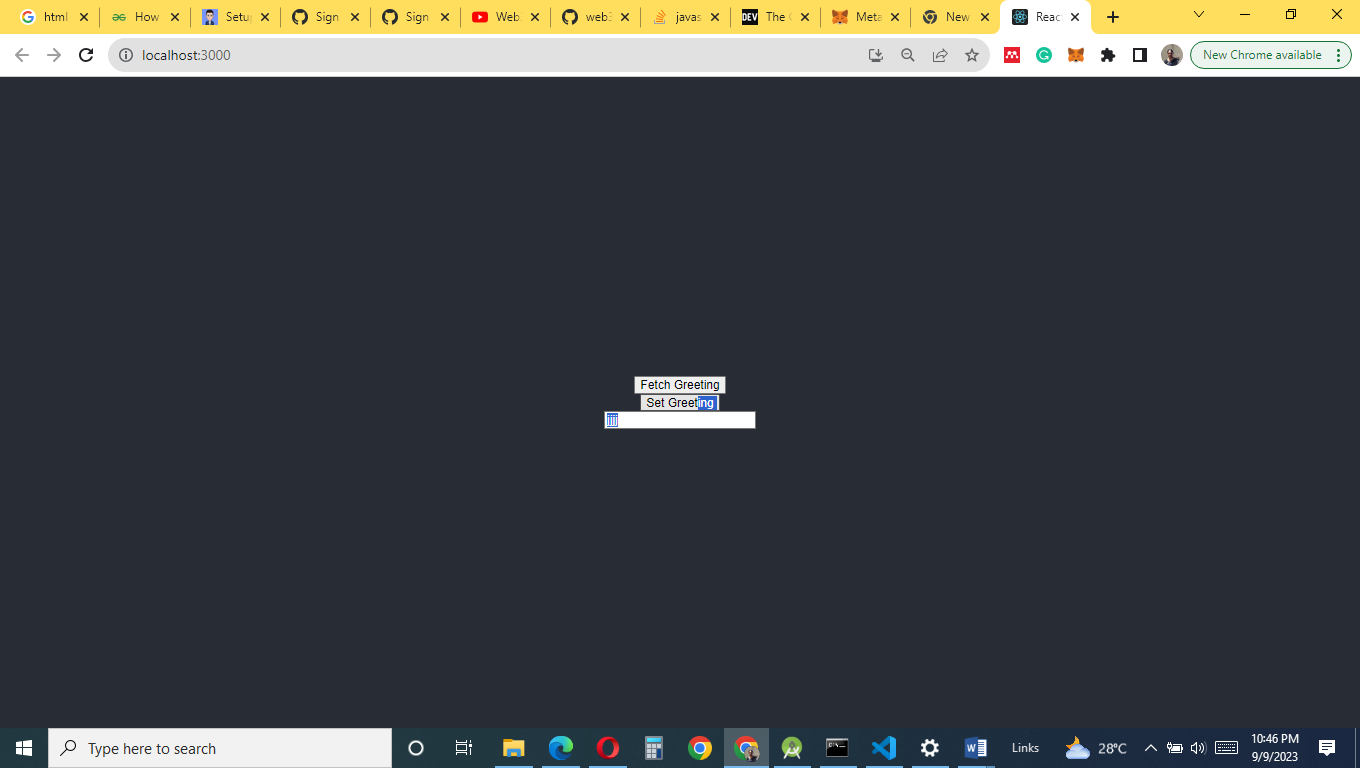 html
How
Setu
Sign
Sign
Web
web3
javas
DEV
The
Meta
New
Reac
localhost:3000
New Chrome available
Fetch Greeting
Set Greeting
Type here to search
Links
28°C
10:46 PM
9/9/2023